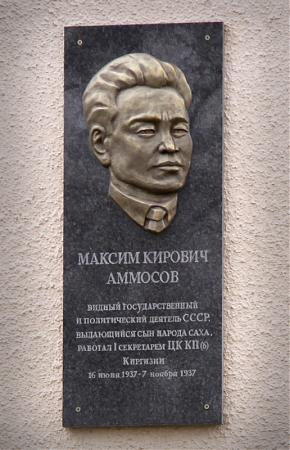 МАКСИМ КИРОВИЧ
АММОСОВ
ВИДНЫЙ ГОСУДАРСТВЕННЫЙ
И ПОЛИТИЧЕСКИЙ ДЕЯТЕЛЬ СССР,
ВЫДАЮЩИЙСЯ СЫН НАРОДА САХА,
РАБОТАЛ I СЕКРЕТАРЕМ ЦК КП(б)
КИРГИЗИИ
16 ИЮНЯ 1937-7 НОЯБРЯ 1937